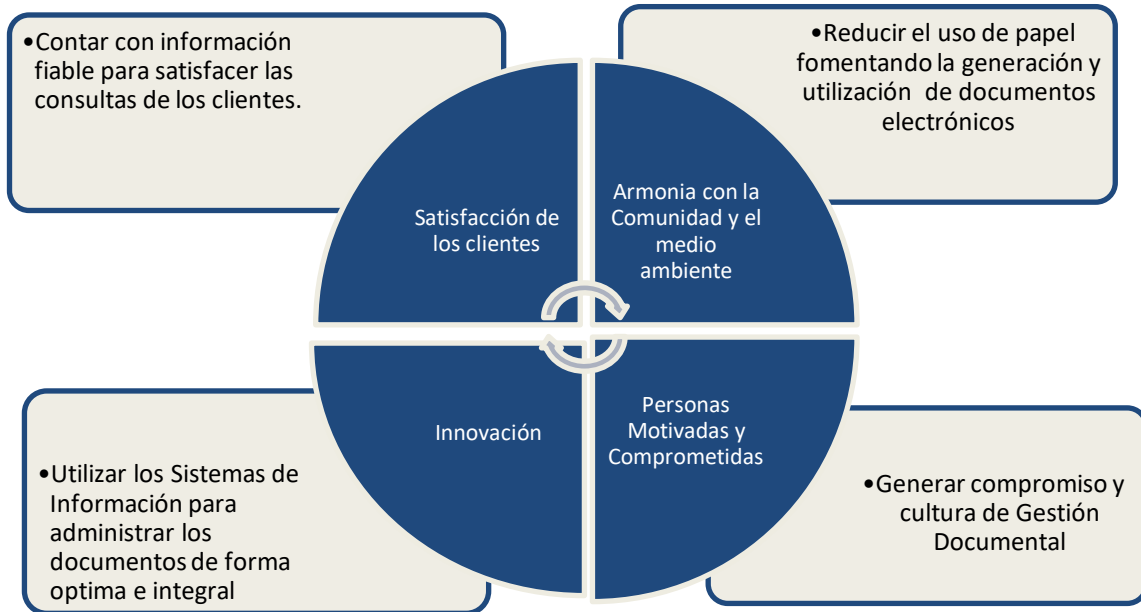 •Contar con información
fiable para satisfacer las
consultas de los clientes.
•Reducir el uso de papel
fomentando la generación y
utilización de documentos
electrónicos
Satisfacción de
los clientes
Armonia con la
Comunidad y el
medio
ambiente
Innovación
Personas
Motivadas y
Comprometidas
•Utilizar los Sistemas de
Información para
administrar los
documentos de forma
optima e integral
•Generar compromiso y
cultura de Gestión
Documental